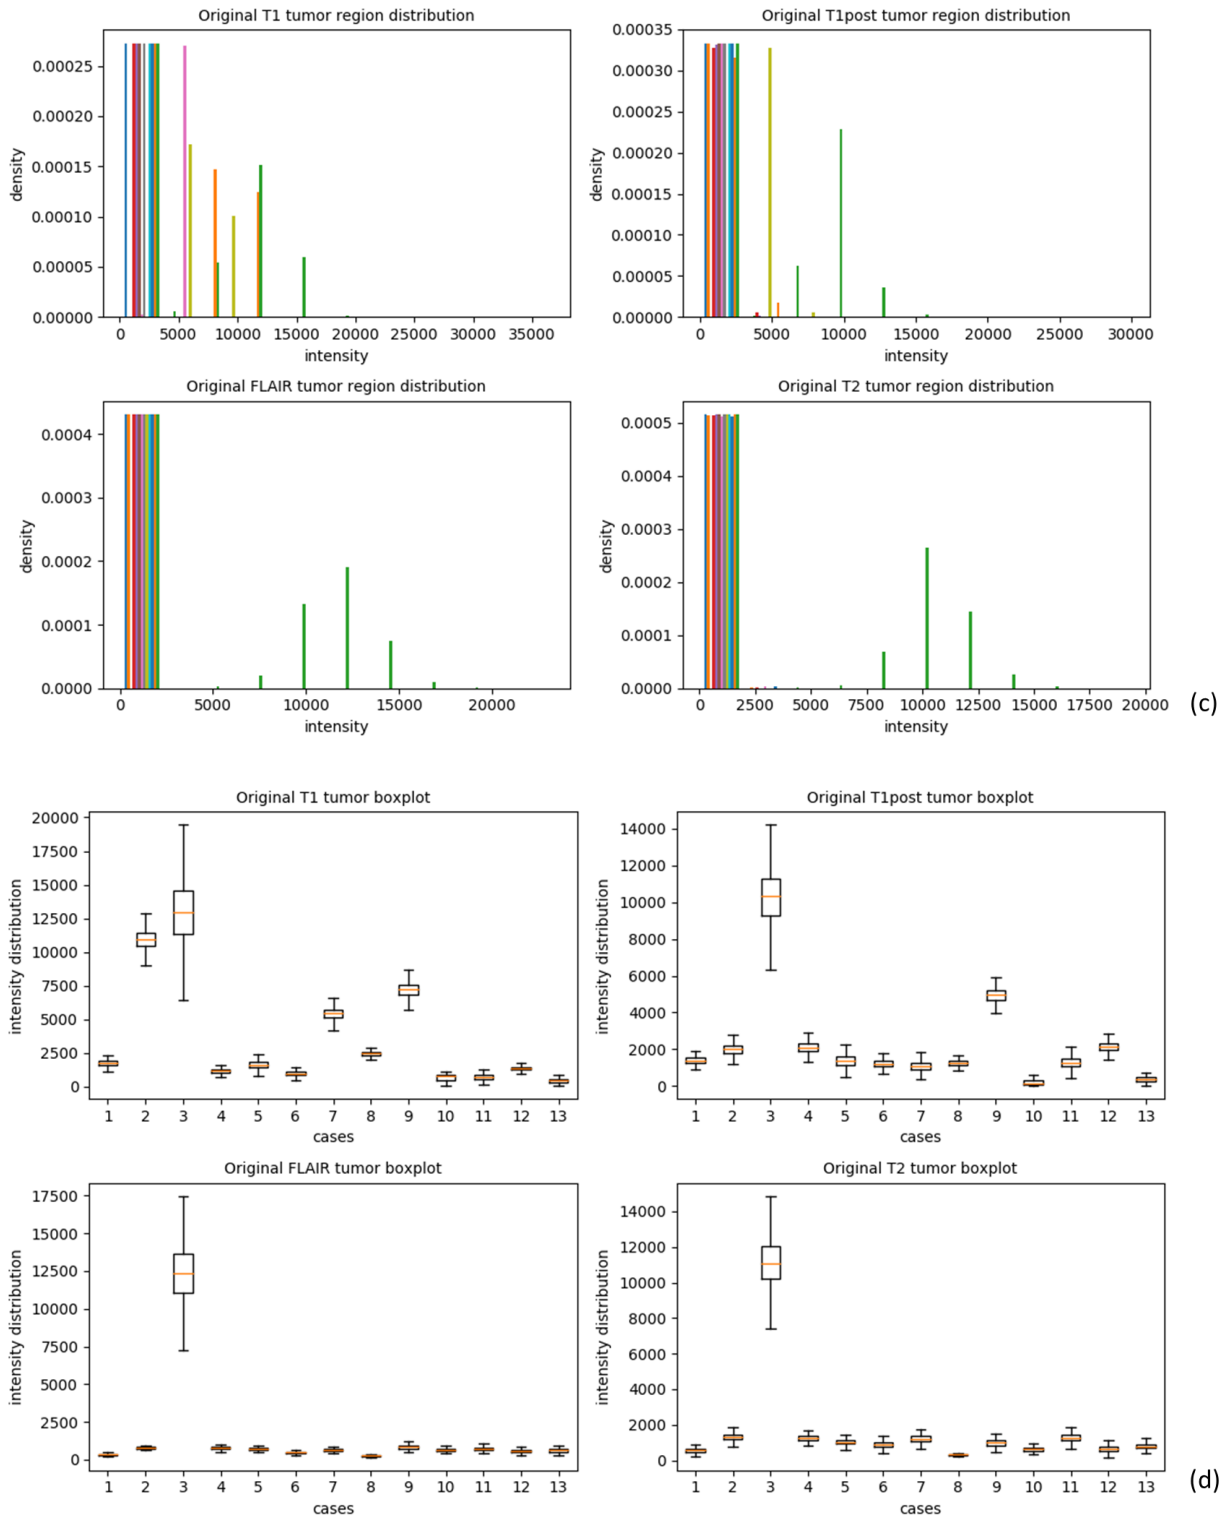 Original T1 tumor region distribution
density
0.00025
0.00020
0.00015
0.00010
0.00005
0.00000
0 5000 10000 15000 20000 25000 30000 35000
intensity
Original T1post tumor region distribution
density
0.00035
0.00030
0.00025
0.00020
0.00015
0.00010
0.00005
0.00000
0 5000 10000 15000 20000 25000 30000
intensity
Original FLAIR tumor region distribution
density
0.0004
0.0003
0.0002
0.0001
0.0000
0 5000 10000 15000 20000
intensity
Original T2 tumor region distribution
density
0.0005
0.0004
0.0003
0.0002
0.0001
0.0000
0 2500 5000 7500 10000 12500 15000 17500 20000
intensity
(c)
Original T1 tumor boxplot
intensity distribution
20000
17500
15000
12500
10000
7500
5000
2500
0
1 2 3 4 5 6 7 8 9 10 11 12 13
cases
Original T1post tumor boxplot
intensity distribution
14000
12000
10000
8000
6000
4000
2000
0
1 2 3 4 5 6 7 8 9 10 11 12 13
cases
Original FLAIR tumor boxplot
intensity distribution
17500
15000
12500
10000
7500
5000
2500
0
1 2 3 4 5 6 7 8 9 10 11 12 13
cases
Original T2 tumor boxplot
intensity distribution
14000
12000
10000
8000
6000
4000
2000
0
1 2 3 4 5 6 7 8 9 10 11 12 13
cases
(d)